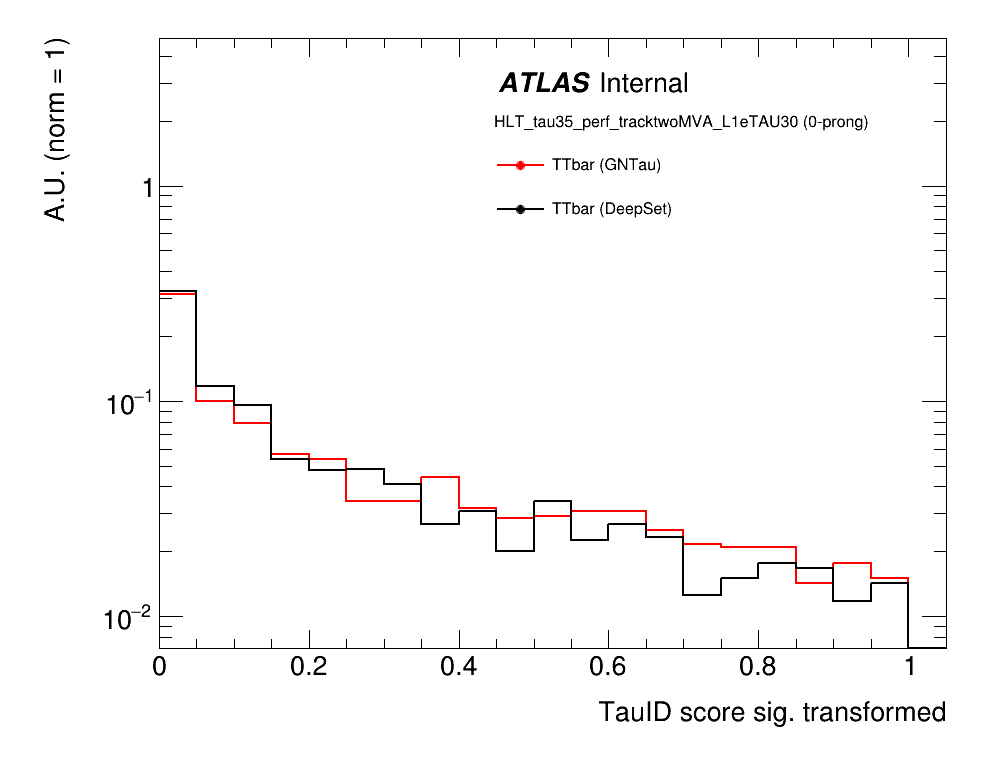 A.U. (norm = 1)
ATLAS Internal
HLT_tau35_perf_tracktwoMVA_L1eTAU30 (0-prong)
TTbar (GNTau)
TTbar (DeepSet)
1
10⁻¹
10⁻²
0 0.2 0.4 0.6 0.8 1
TauID score sig. transformed